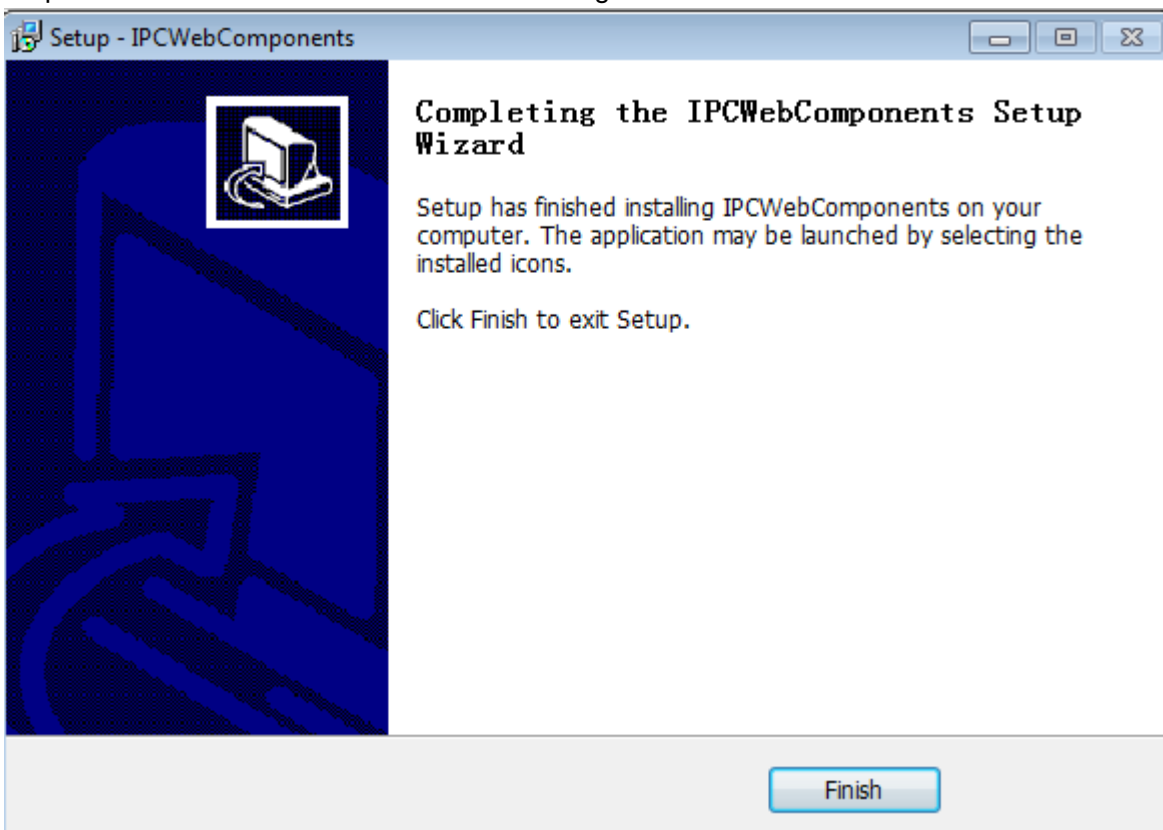 Setup - IPCWebComponents
Completing the IPCWebComponents Setup
Wizard
Setup has finished installing IPCWebComponents on your
computer. The application may be launched by selecting the
installed icons.
Click Finish to exit Setup.
Finish